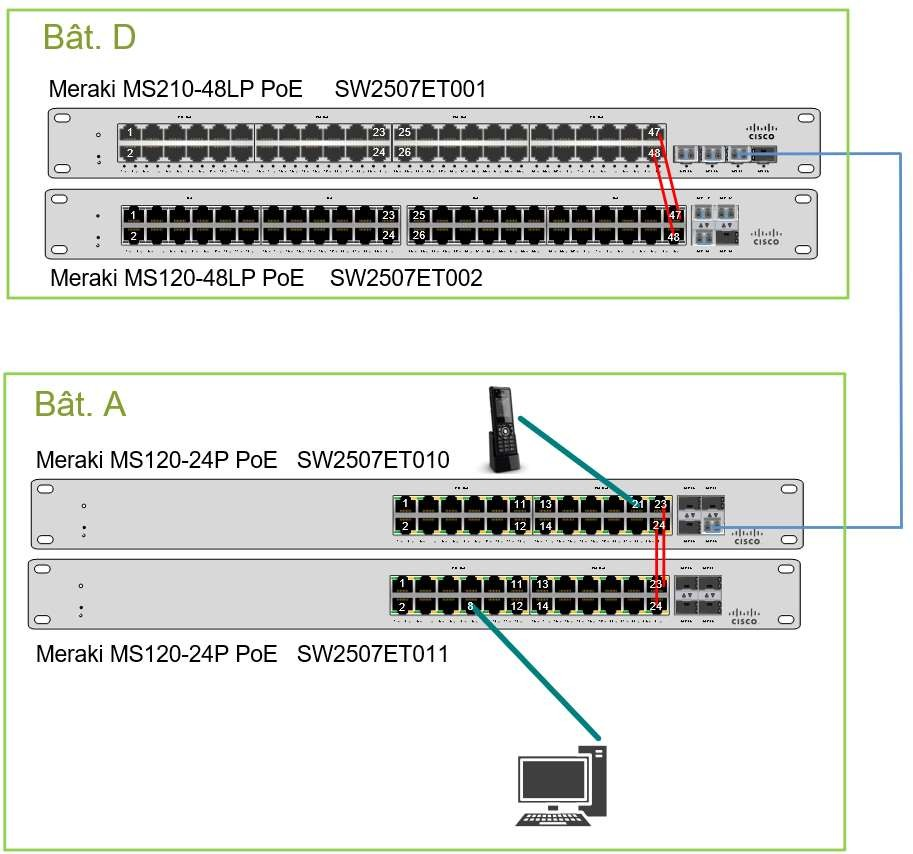 Bât. D
Meraki MS210-48LP PoE SW2507ET001
1 23 25 47
CISCO
2 24 26 48
1 23 25 47
2 24 26 48
CISCO
Meraki MS120-48LP PoE SW2507ET002
Bât. A
Meraki MS120-24P PoE SW2507ET010
1 11 13 21 23
2 12 14 24
CISCO
1 11 13 23
2 8 12 14 24
CISCO
Meraki MS120-24P PoE SW2507ET011